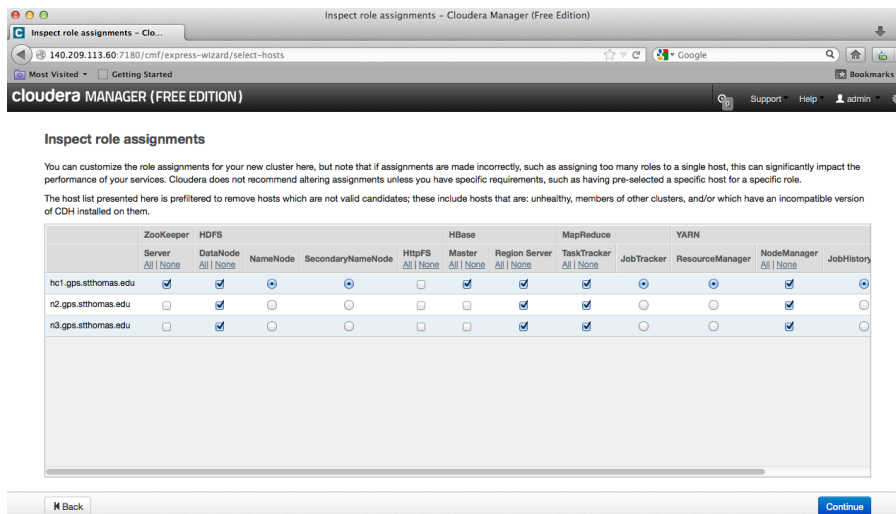 Inspect role assignments – Cloudera Manager (Free Edition)
Inspect role assignments – Clo...
140.209.113.60:7180/cmf/express-wizard/select-hosts
Google
Most Visited
Getting Started
Bookmarks
cloudera MANAGER (FREE EDITION)
0
Support
Help
admin
Inspect role assignments
You can customize the role assignments for your new cluster here, but note that if assignments are made incorrectly, such as assigning too many roles to a single host, this can significantly impact the
performance of your services. Cloudera does not recommend altering assignments unless you have specific requirements, such as having pre-selected a specific host for a specific role.
The host list presented here is prefiltered to remove hosts which are not valid candidates; these include hosts that are: unhealthy, members of other clusters, and/or which have an incompatible version
of CDH installed on them.
ZooKeeper HDFS HBase MapReduce YARN
Server DataNode NameNode SecondaryNameNode HttpFS Master Region Server TaskTracker JobTracker ResourceManager NodeManager JobHistory
All | None All | None All | None All | None All | None All | None All | None
hc1.gps.stthomas.edu
n2.gps.stthomas.edu
n3.gps.stthomas.edu
Back
Continue